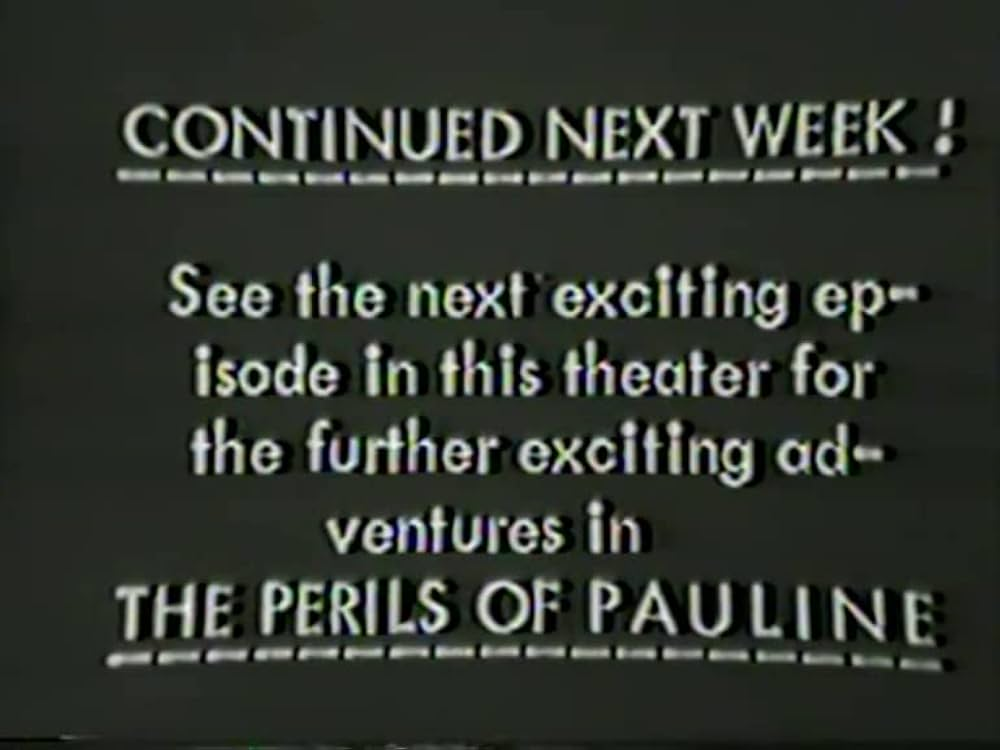 CONTINUED NEXT WEEK !
See the next exciting ep-
isode in this theater for
the further exciting ad-
ventures in
THE PERILS OF PAULINE